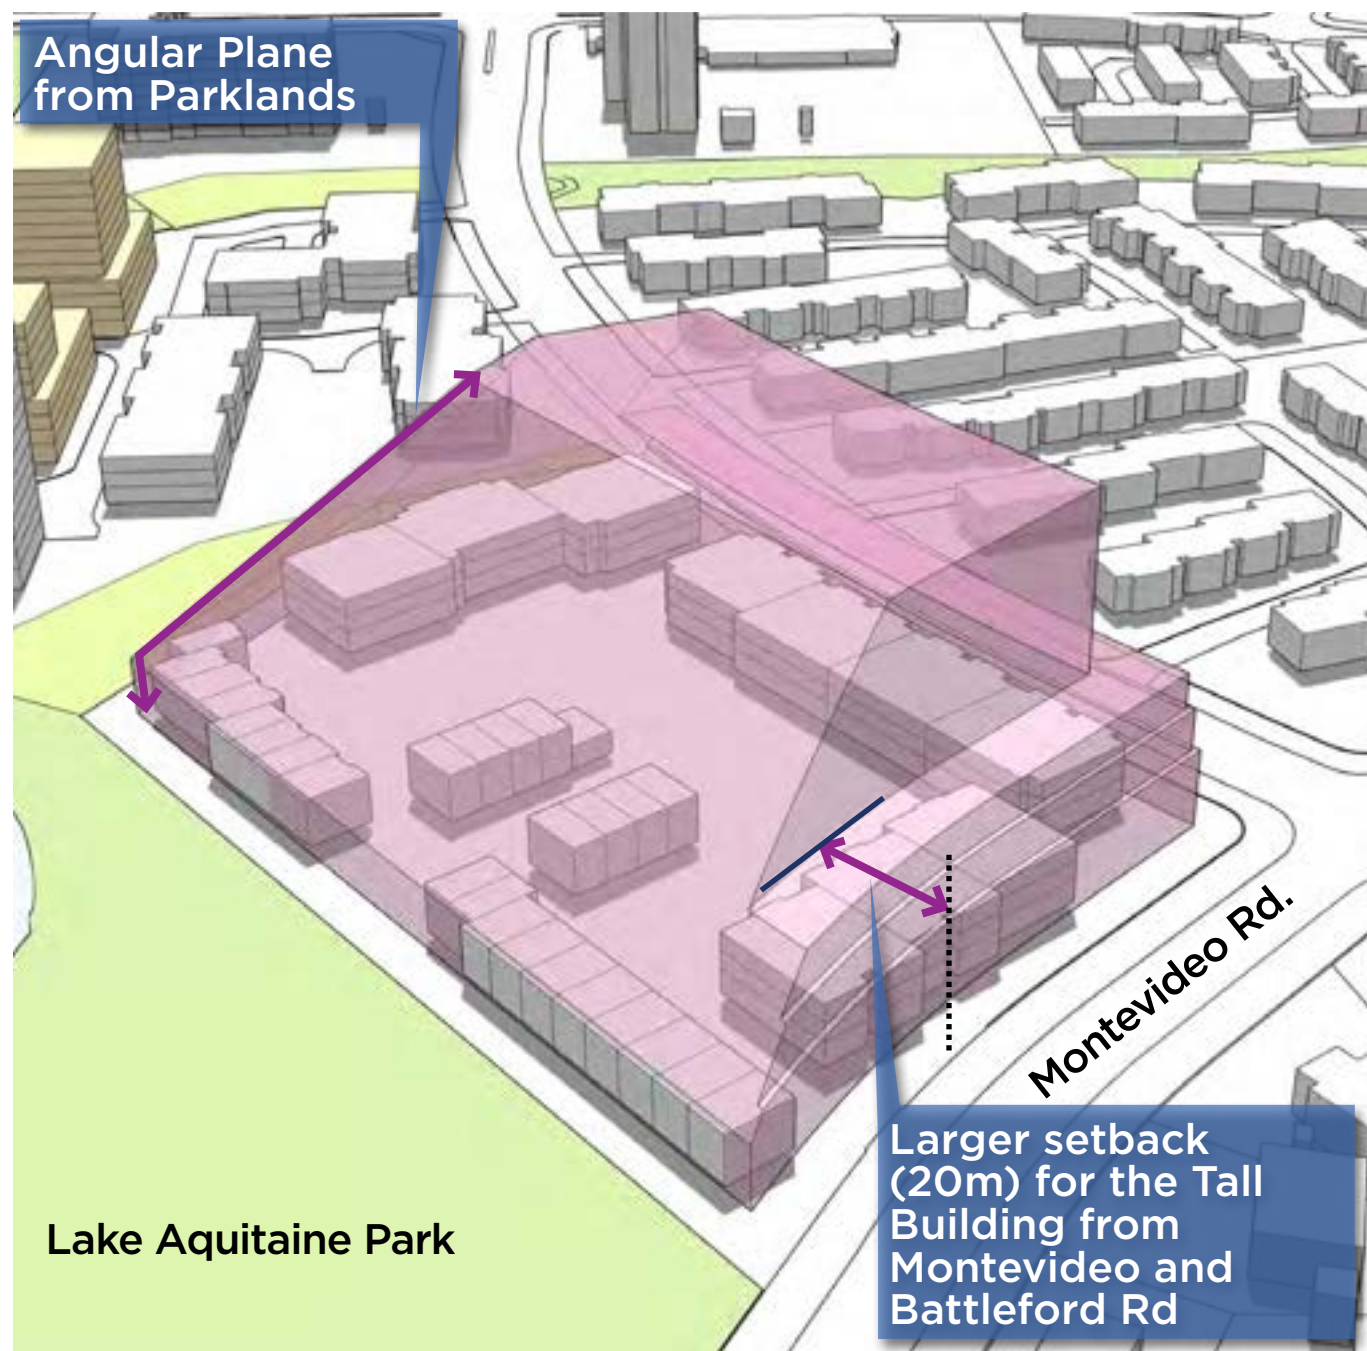 Angular Plane
from Parklands
Montevideo Rd.
Larger setback
(20m) for the Tall
Building from
Montevideo and
Battleford Rd
Lake Aquitaine Park